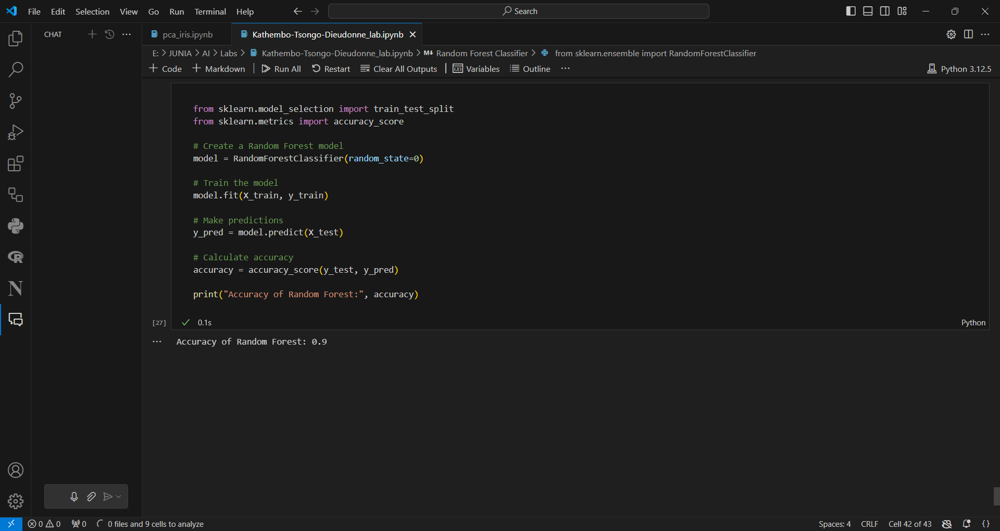 File Edit Selection View Go Run Terminal Help Search
CHAT
pca_iris.ipynb Kathembo-Tsongo-Dieudonne_lab.ipynb
E: > JUNIA > AI > Labs > Kathembo-Tsongo-Dieudonne_lab.ipynb > M↓ Random Forest Classifier > from sklearn.ensemble import RandomForestClassifier
+ Code + Markdown Run All Restart Clear All Outputs Variables Outline ... Python 3.12.5
from sklearn.model_selection import train_test_split
from sklearn.metrics import accuracy_score
# Create a Random Forest model
model = RandomForestClassifier(random_state=0)
# Train the model
model.fit(X_train, y_train)
# Make predictions
y_pred = model.predict(X_test)
# Calculate accuracy
accuracy = accuracy_score(y_test, y_pred)
print("Accuracy of Random Forest:", accuracy)
[27] ✓ 0.1s Python
... Accuracy of Random Forest: 0.9
0 0 0 0 files and 9 cells to analyze Spaces: 4 CRLF Cell 42 of 43 {}